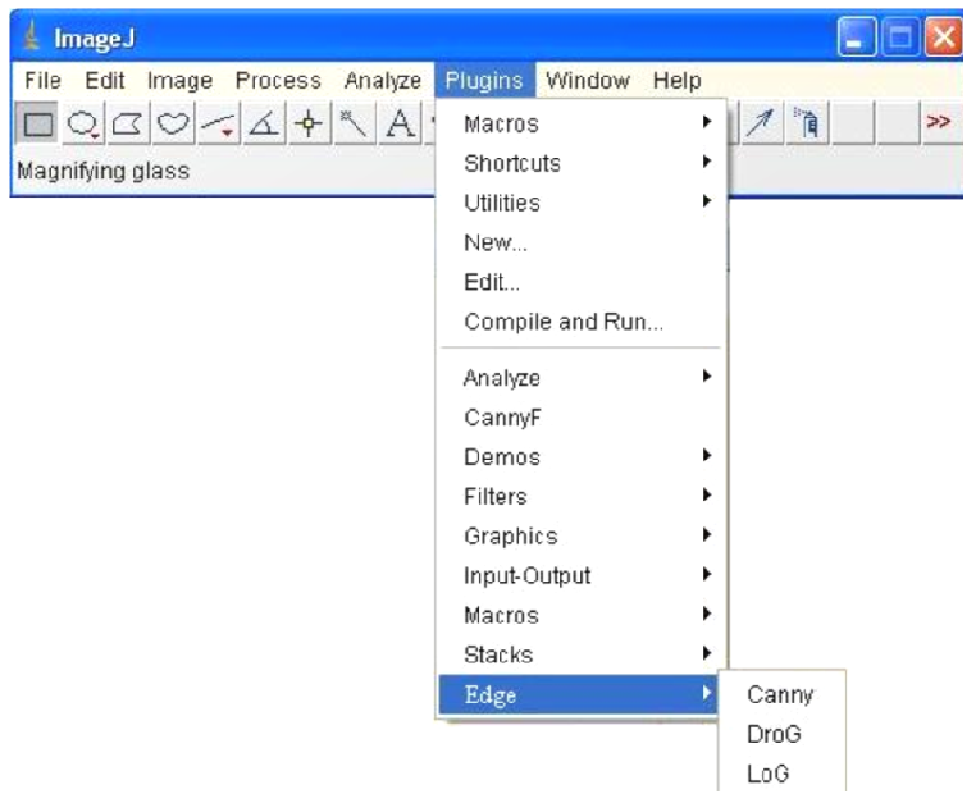 ImageJ
File Edit Image Process Analyze Plugins Window Help
A >>
Magnifying glass
Macros
Shortcuts
Utilities
New...
Edit...
Compile and Run...
Analyze
CannyF
Demos
Filters
Graphics
Input-Output
Macros
Stacks
Edge
Canny
DroG
LoG